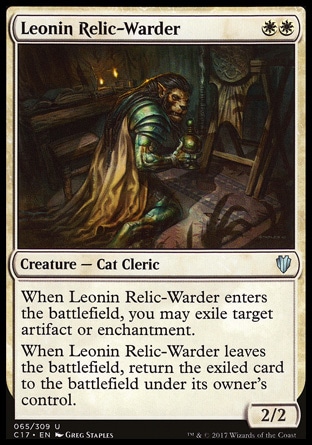 Leonin Relic-Warder
Creature — Cat Cleric
When Leonin Relic-Warder enters
the battlefield, you may exile target
artifact or enchantment.
When Leonin Relic-Warder leaves
the battlefield, return the exiled card
to the battlefield under its owner's
control.
2/2
065/309 U
C17 • EN GREG STAPLES
™ & © 2017 Wizards of the Coast